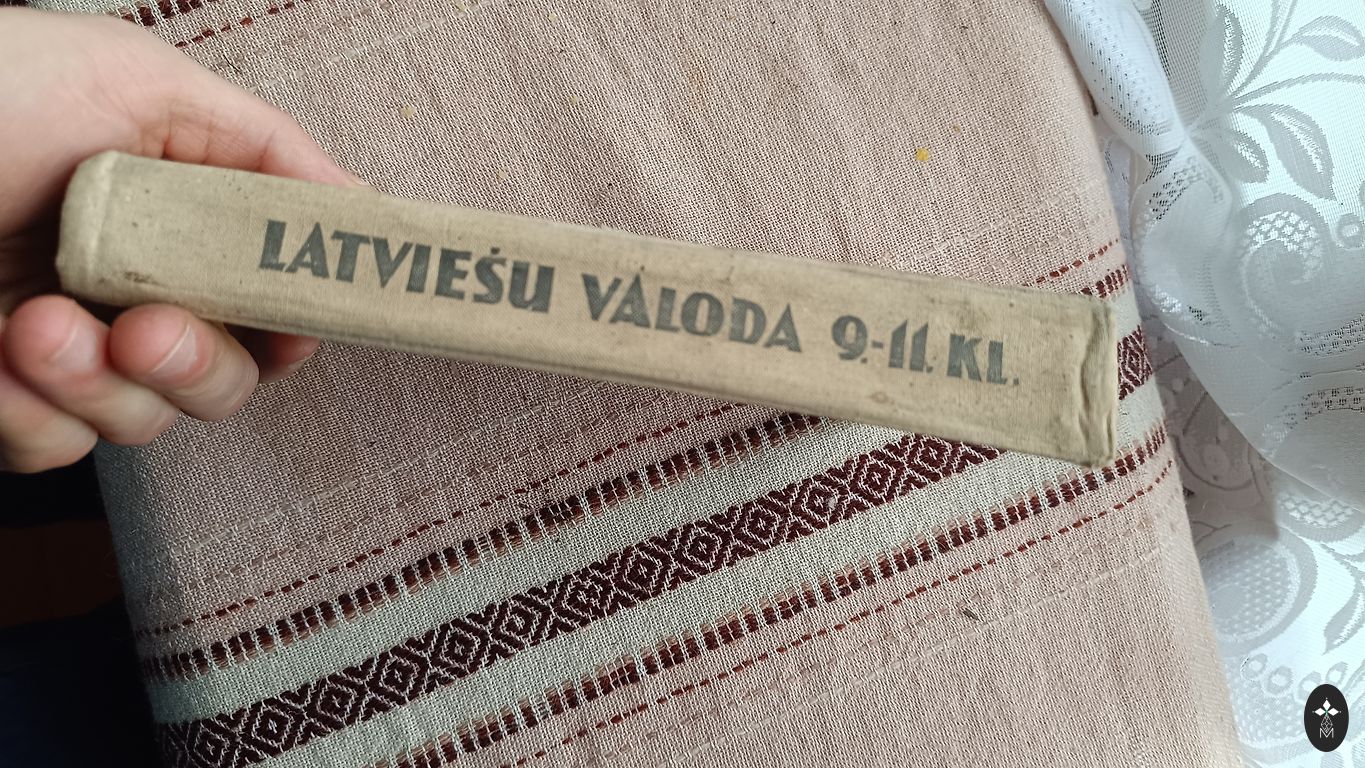 LATVIEŠU VALODA 9.-11. KL.
M